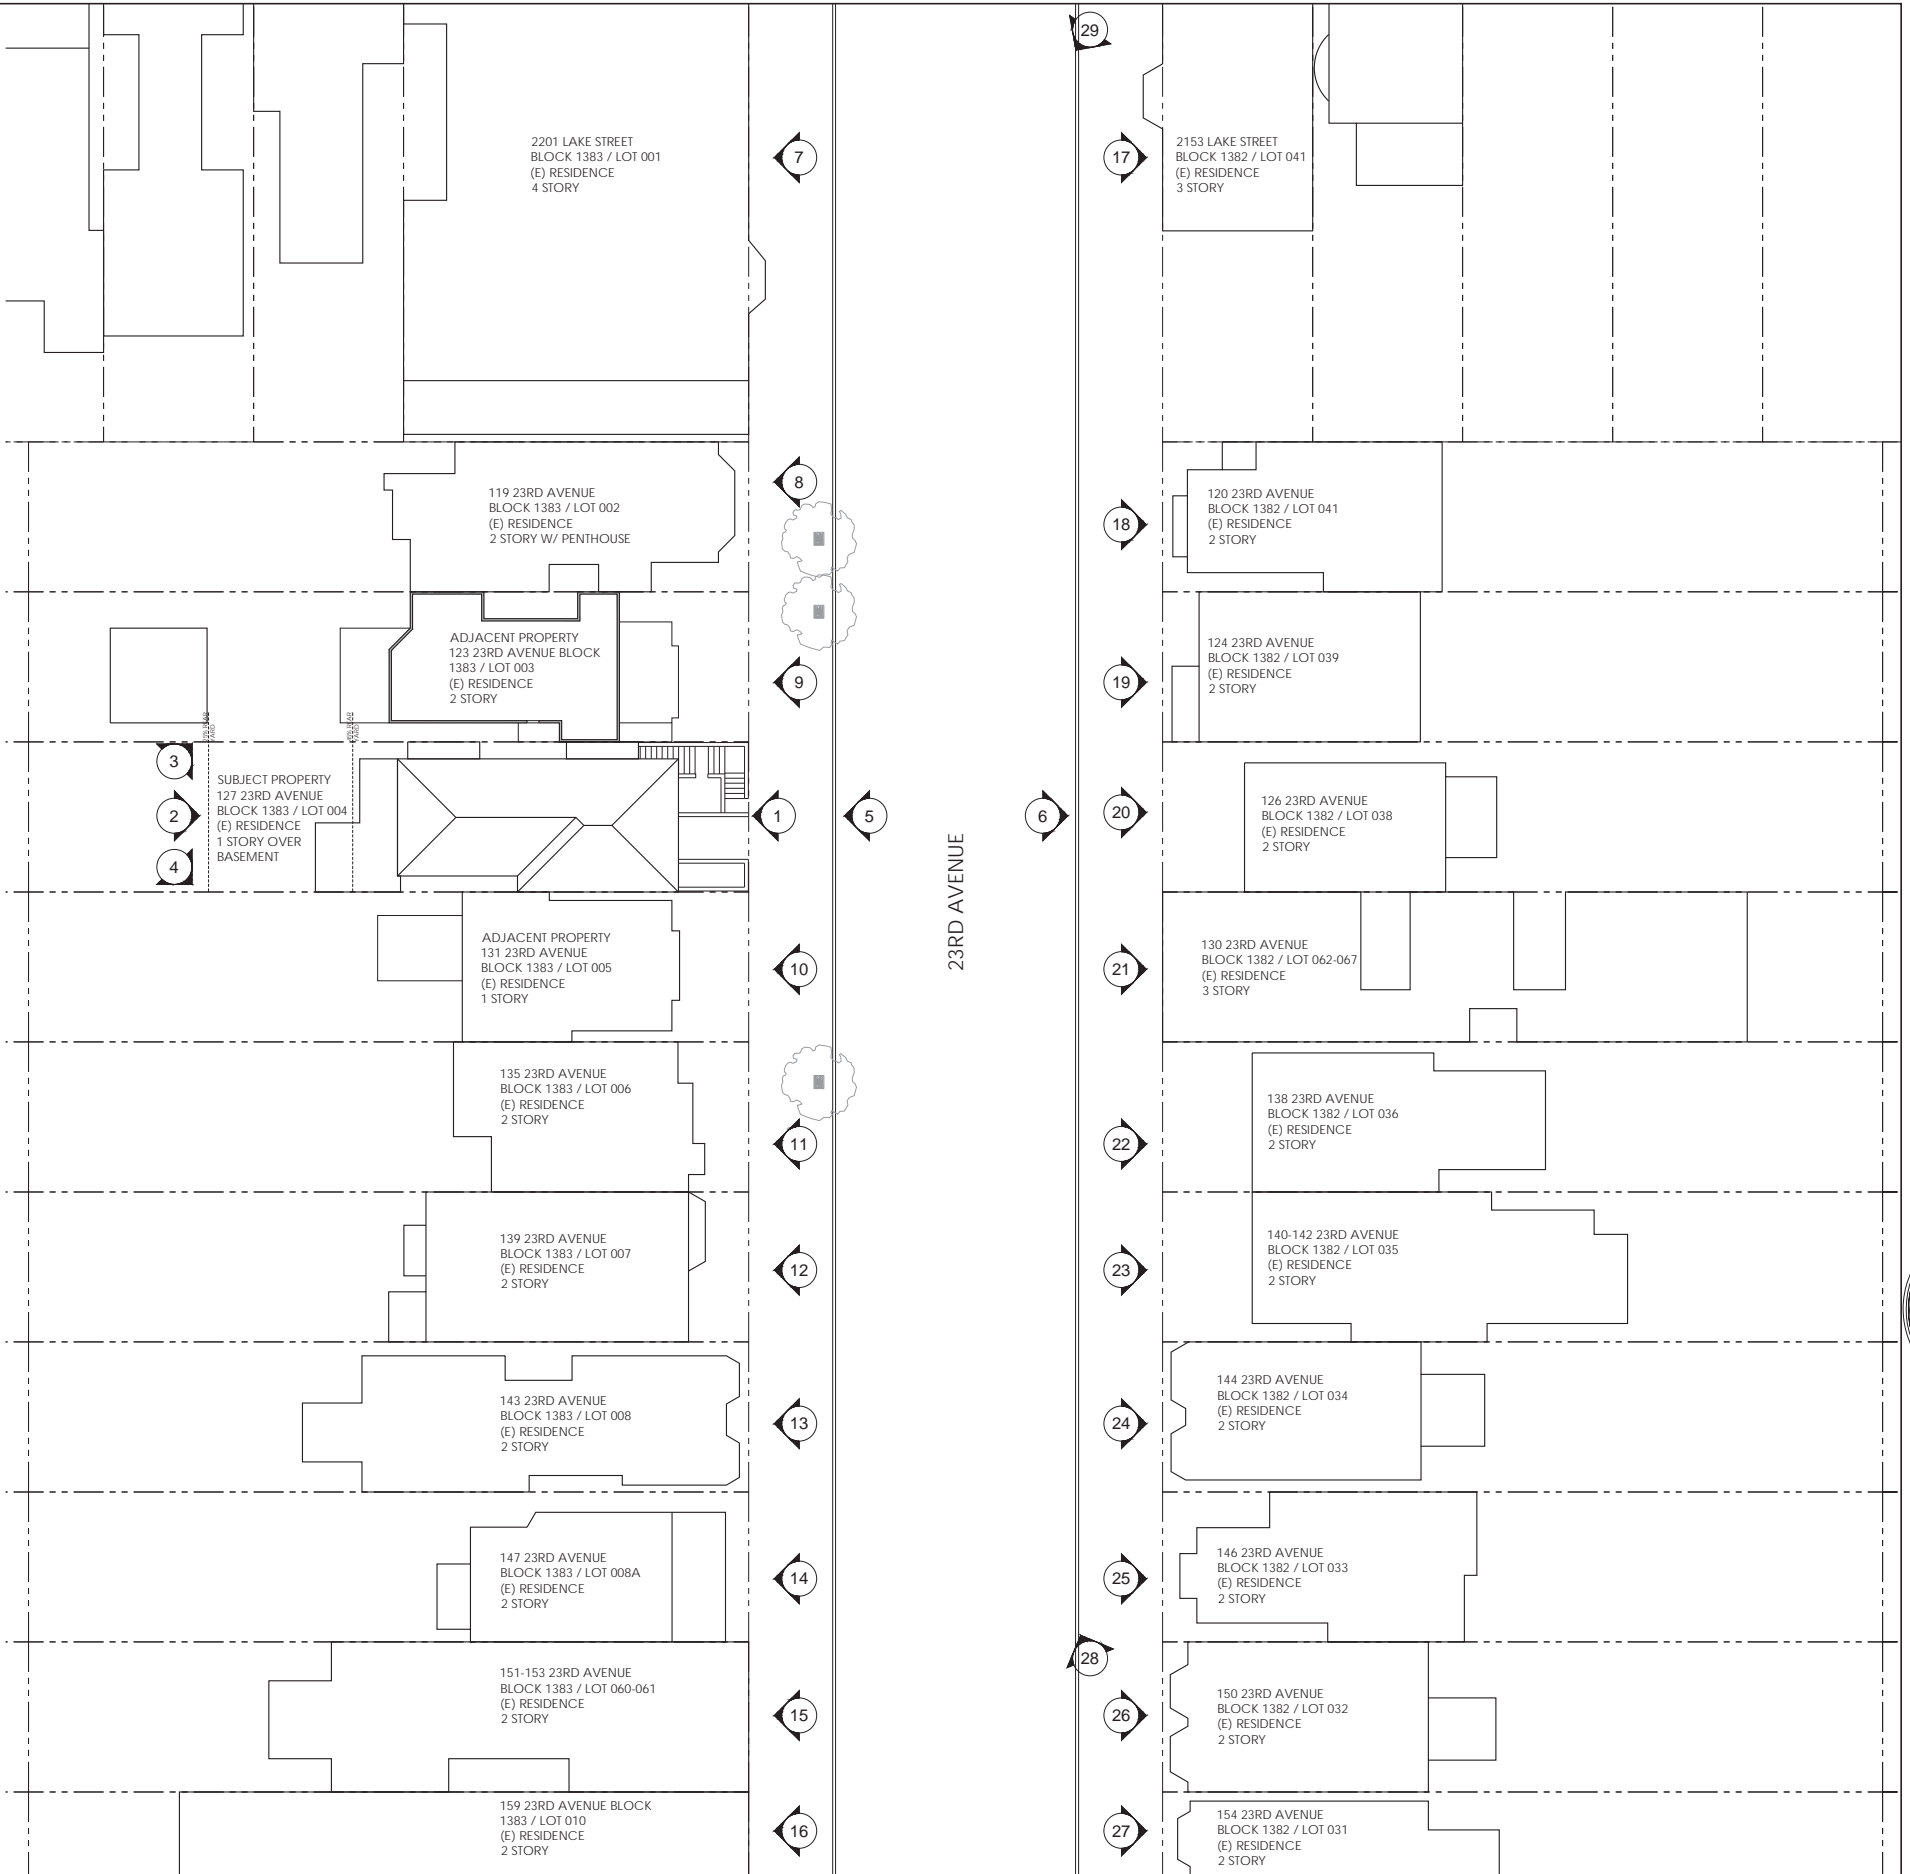 29
2201 LAKE STREET
BLOCK 1383 / LOT 001
(E) RESIDENCE
4 STORY
7
17
2153 LAKE STREET
BLOCK 1382 / LOT 041
(E) RESIDENCE
3 STORY
119 23RD AVENUE
BLOCK 1383 / LOT 002
(E) RESIDENCE
2 STORY W/ PENTHOUSE
8
18
120 23RD AVENUE
BLOCK 1382 / LOT 041
(E) RESIDENCE
2 STORY
ADJACENT PROPERTY
123 23RD AVENUE BLOCK
1383 / LOT 003
(E) RESIDENCE
2 STORY
9
19
124 23RD AVENUE
BLOCK 1382 / LOT 039
(E) RESIDENCE
2 STORY
3
2
4
SUBJECT PROPERTY
127 23RD AVENUE
BLOCK 1383 / LOT 004
(E) RESIDENCE
1 STORY OVER
BASEMENT
1
5
23RD AVENUE
6
20
126 23RD AVENUE
BLOCK 1382 / LOT 038
(E) RESIDENCE
2 STORY
ADJACENT PROPERTY
131 23RD AVENUE
BLOCK 1383 / LOT 005
(E) RESIDENCE
1 STORY
10
21
130 23RD AVENUE
BLOCK 1382 / LOT 062-067
(E) RESIDENCE
3 STORY
135 23RD AVENUE
BLOCK 1383 / LOT 006
(E) RESIDENCE
2 STORY
11
22
138 23RD AVENUE
BLOCK 1382 / LOT 036
(E) RESIDENCE
2 STORY
139 23RD AVENUE
BLOCK 1383 / LOT 007
(E) RESIDENCE
2 STORY
12
23
140-142 23RD AVENUE
BLOCK 1382 / LOT 035
(E) RESIDENCE
2 STORY
143 23RD AVENUE
BLOCK 1383 / LOT 008
(E) RESIDENCE
2 STORY
13
24
144 23RD AVENUE
BLOCK 1382 / LOT 034
(E) RESIDENCE
2 STORY
147 23RD AVENUE
BLOCK 1383 / LOT 008A
(E) RESIDENCE
2 STORY
14
25
146 23RD AVENUE
BLOCK 1382 / LOT 033
(E) RESIDENCE
2 STORY
28
151-153 23RD AVENUE
BLOCK 1383 / LOT 060-061
(E) RESIDENCE
2 STORY
15
26
150 23RD AVENUE
BLOCK 1382 / LOT 032
(E) RESIDENCE
2 STORY
159 23RD AVENUE BLOCK
1383 / LOT 010
(E) RESIDENCE
2 STORY
16
27
154 23RD AVENUE
BLOCK 1382 / LOT 031
(E) RESIDENCE
2 STORY